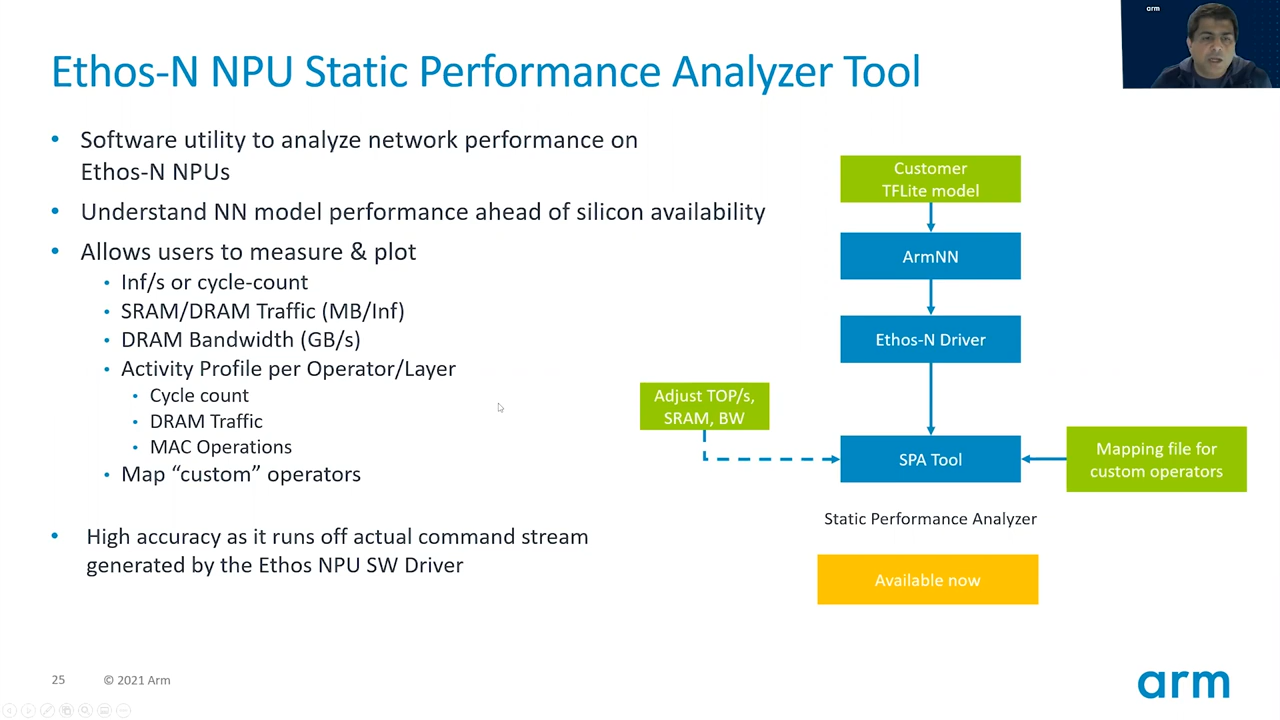 arm
Ethos-N NPU Static Performance Analyzer Tool
• Software utility to analyze network performance on
Ethos-N NPUs
• Understand NN model performance ahead of silicon availability
• Allows users to measure & plot
• Inf/s or cycle-count
• SRAM/DRAM Traffic (MB/Inf)
• DRAM Bandwidth (GB/s)
• Activity Profile per Operator/Layer
• Cycle count
• DRAM Traffic
• MAC Operations
• Map “custom” operators
• High accuracy as it runs off actual command stream
generated by the Ethos NPU SW Driver
Customer
TFLite model
ArmNN
Ethos-N Driver
Adjust TOP/s,
SRAM, BW
SPA Tool
Mapping file for
custom operators
Static Performance Analyzer
Available now
25
© 2021 Arm
arm